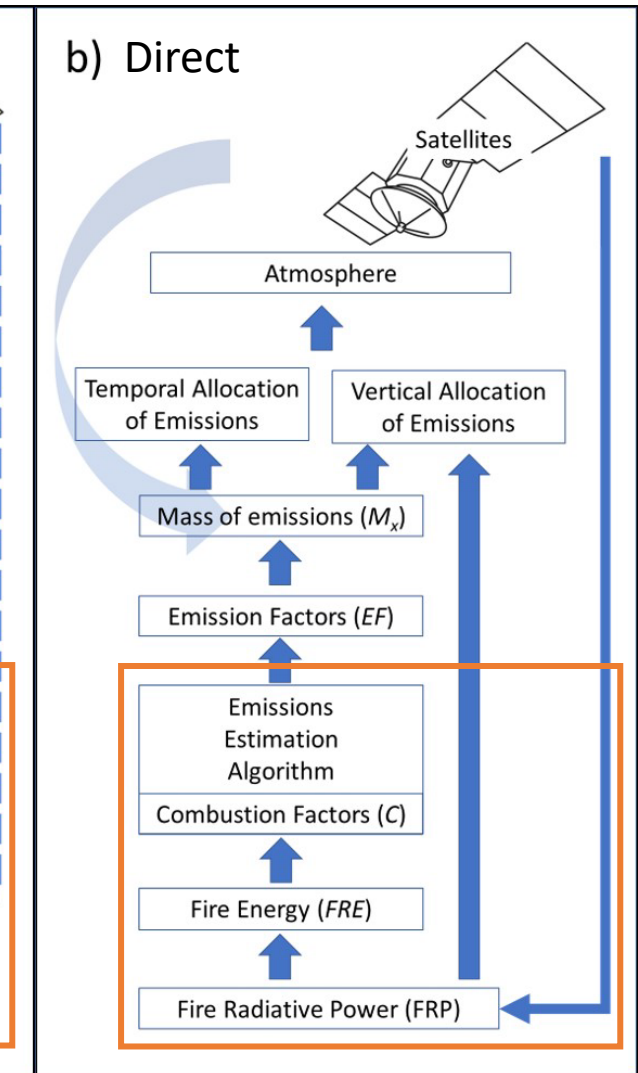 b) Direct
Satellites
Atmosphere
Temporal Allocation
of Emissions
Vertical Allocation
of Emissions
Mass of emissions (Mₓ)
Emission Factors (EF)
Emissions
Estimation
Algorithm
Combustion Factors (C)
Fire Energy (FRE)
Fire Radiative Power (FRP)